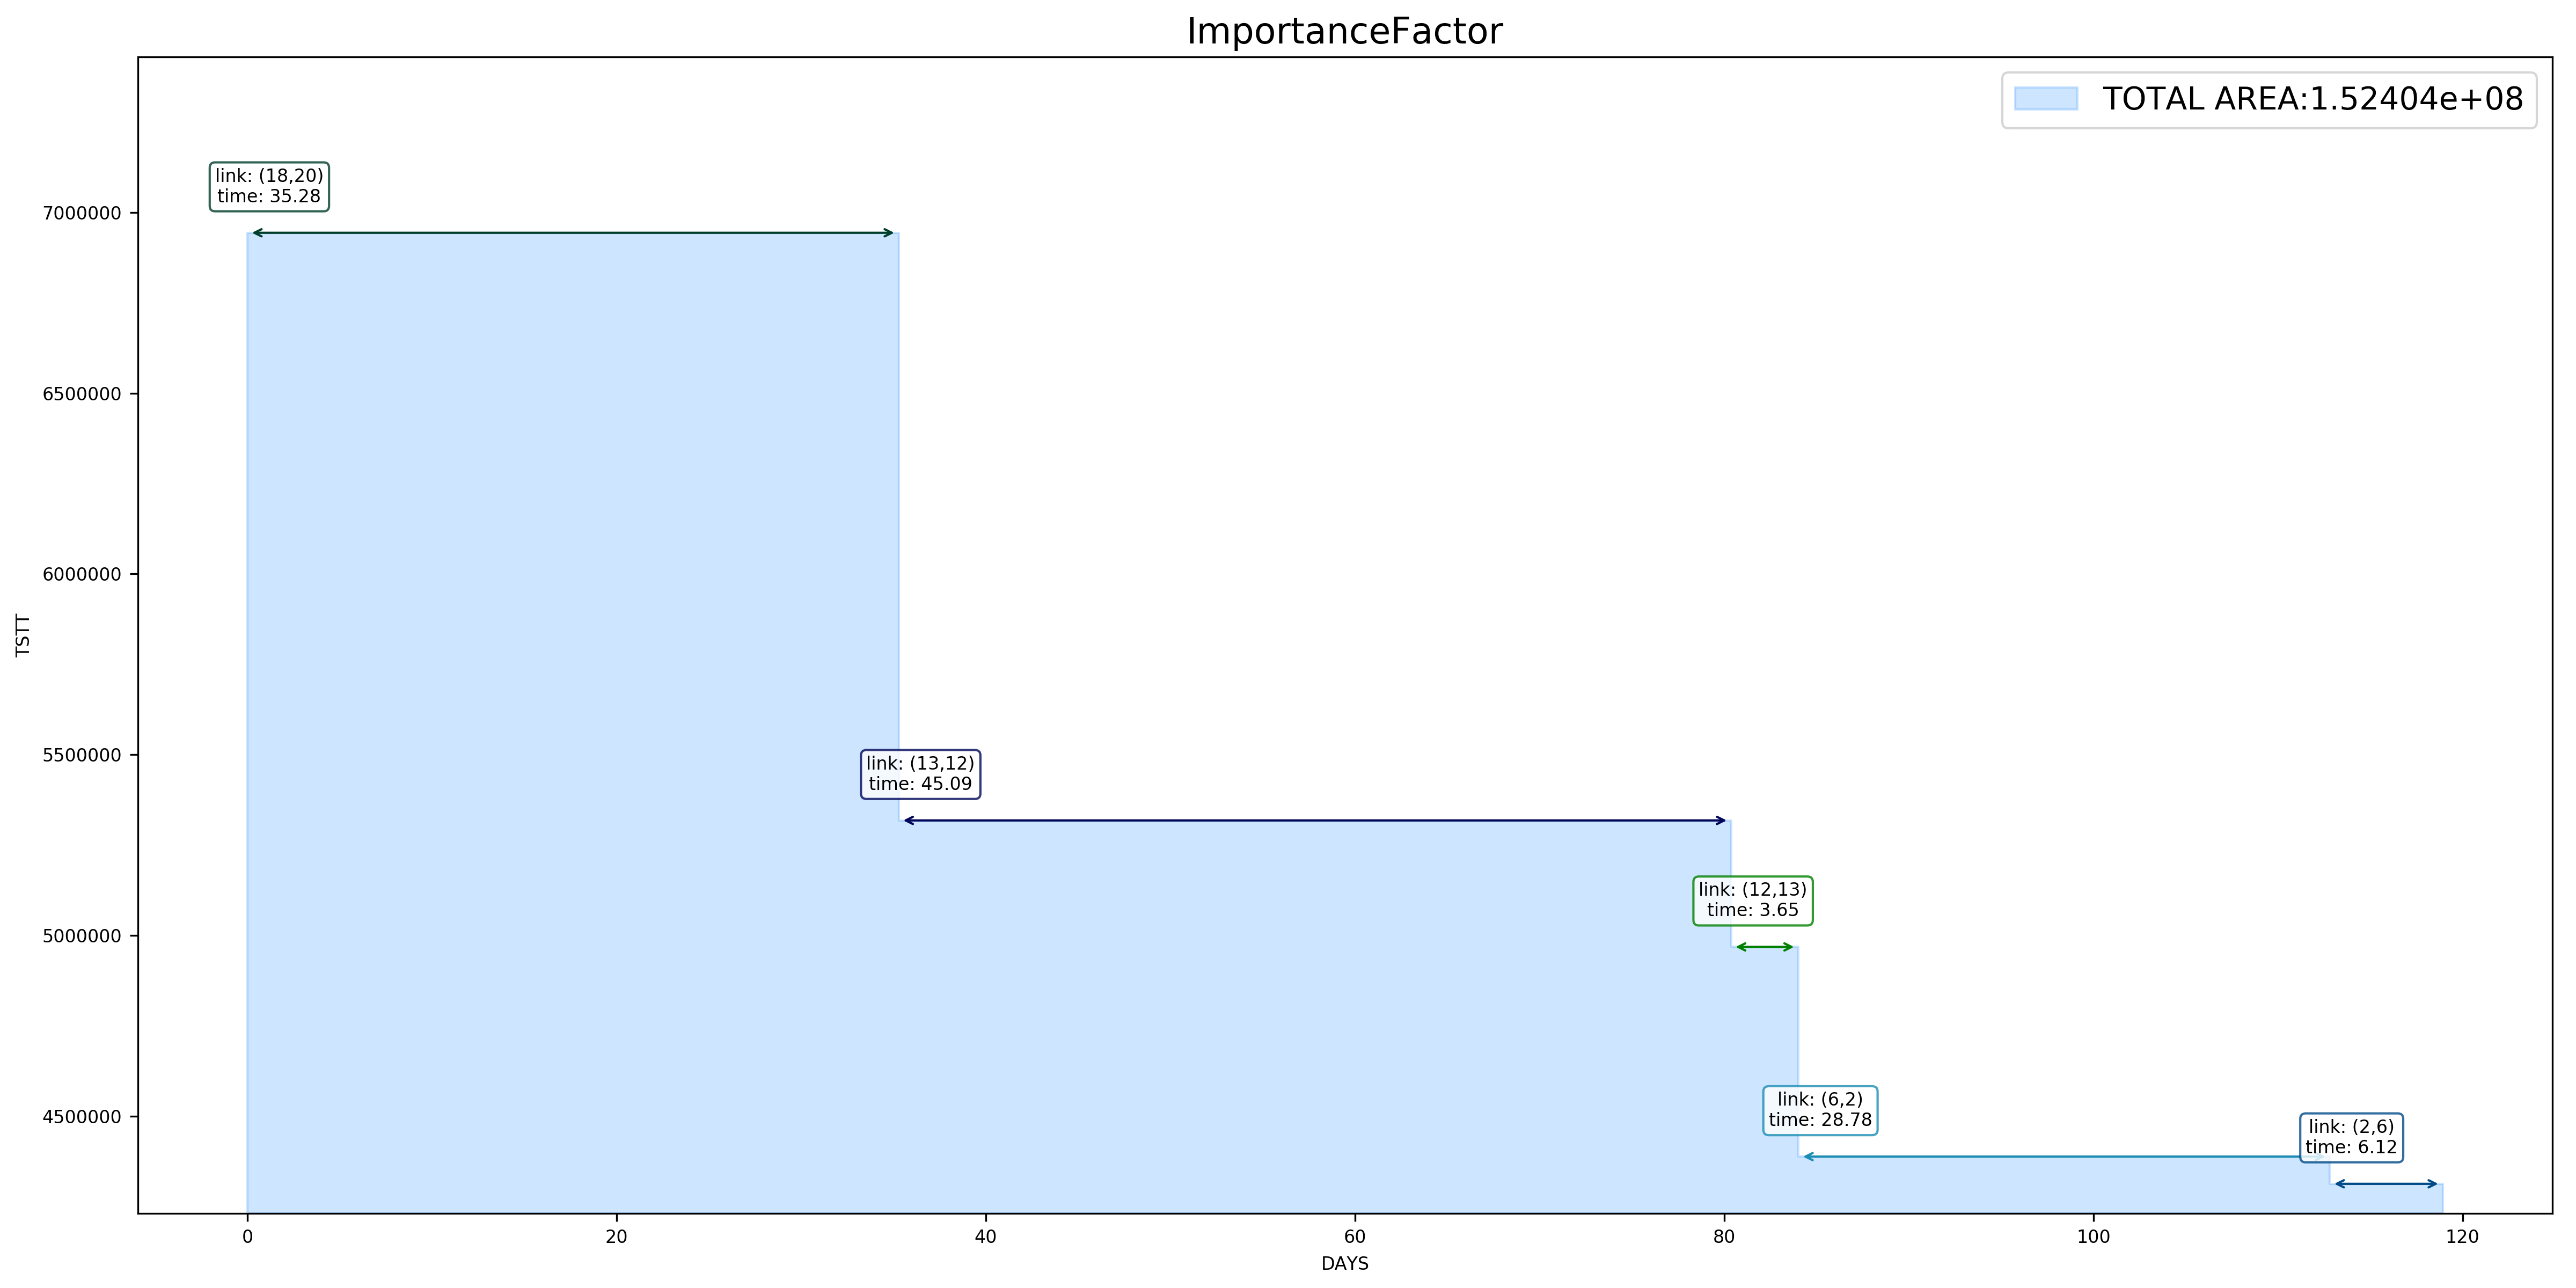 ImportanceFactor
TOTAL AREA:1.52404e+08
link: (18,20)
time: 35.28
7000000
6500000
6000000
5500000
5000000
4500000
TSTT
link: (13,12)
time: 45.09
link: (12,13)
time: 3.65
link: (6,2)
time: 28.78
link: (2,6)
time: 6.12
0
20
40
60
80
100
120
DAYS